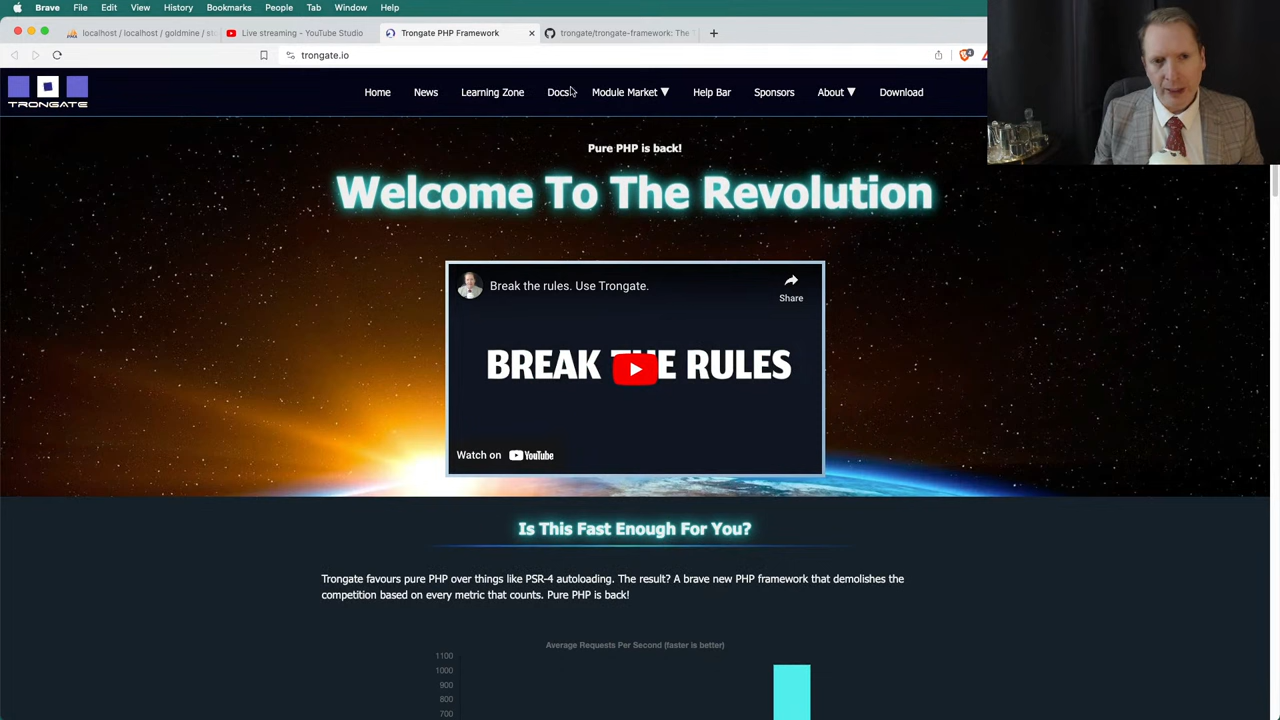 Brave File Edit View History Bookmarks People Tab Window Help
localhost / localhost / goldmine / st
Live streaming - YouTube Studio
Trongate PHP Framework
trongate/trongate-framework: The
trongate.io
4
TRONGATE
Home News Learning Zone Docs Module Market ▼ Help Bar Sponsors About ▼ Download
Pure PHP is back!
Welcome To The Revolution
Break the rules. Use Trongate.
Share
BREAK THE RULES
Watch on YouTube
Is This Fast Enough For You?
Trongate favours pure PHP over things like PSR-4 autoloading. The result? A brave new PHP framework that demolishes the
competition based on every metric that counts. Pure PHP is back!
Average Requests Per Second (faster is better)
1100
1000
900
800
700